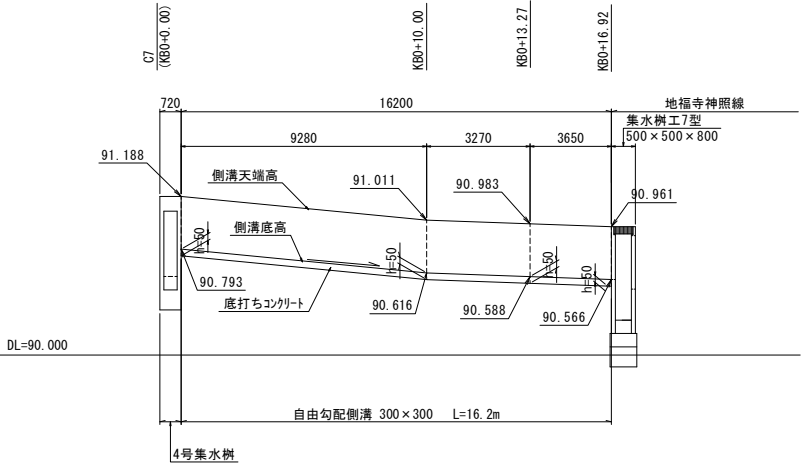 C7
(KBO+0.00)
KBO+10.00
KBO+13.27
KBO+16.92
720
16200
地福寺神照線
集水桝工7型
500×500×800
9280
3270
3650
91.188
側溝天端高
91.011
90.983
90.961
側溝底高
h=50
h=50
h=50
h=50
90.793
底打ちコンクリート
90.616
90.588
90.566
DL=90.000
自由勾配側溝 300×300 L=16.2m
4号集水桝